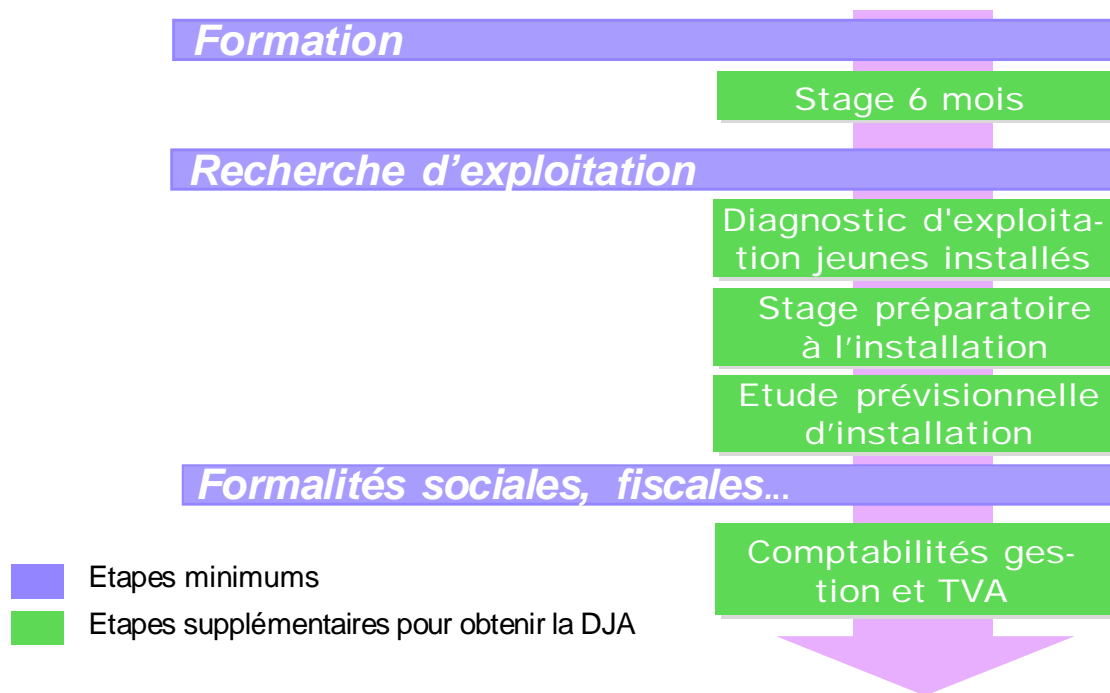 Formation
Stage 6 mois
Recherche d’exploitation
Diagnostic d'exploita-
tion jeunes installés
Stage préparatoire
à l’installation
Etude prévisionnelle
d’installation
Formalités sociales, fiscales...
Comptabilités ges-
tion et TVA
Etapes minimums
Etapes supplémentaires pour obtenir la DJA